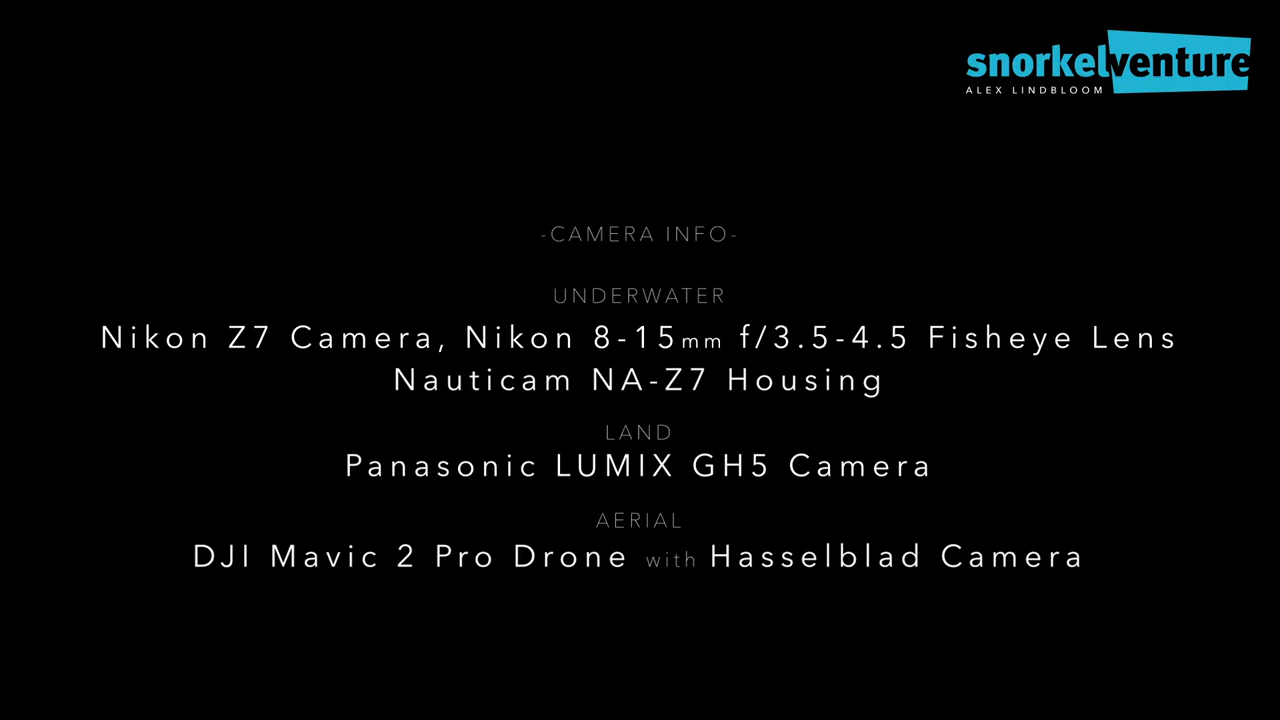 snorkelventure
ALEX LINDBLOOM
-CAMERA INFO-
UNDERWATER
Nikon Z7 Camera, Nikon 8-15mm f/3.5-4.5 Fisheye Lens
Nauticam NA-Z7 Housing
LAND
Panasonic LUMIX GH5 Camera
AERIAL
DJI Mavic 2 Pro Drone with Hasselblad Camera